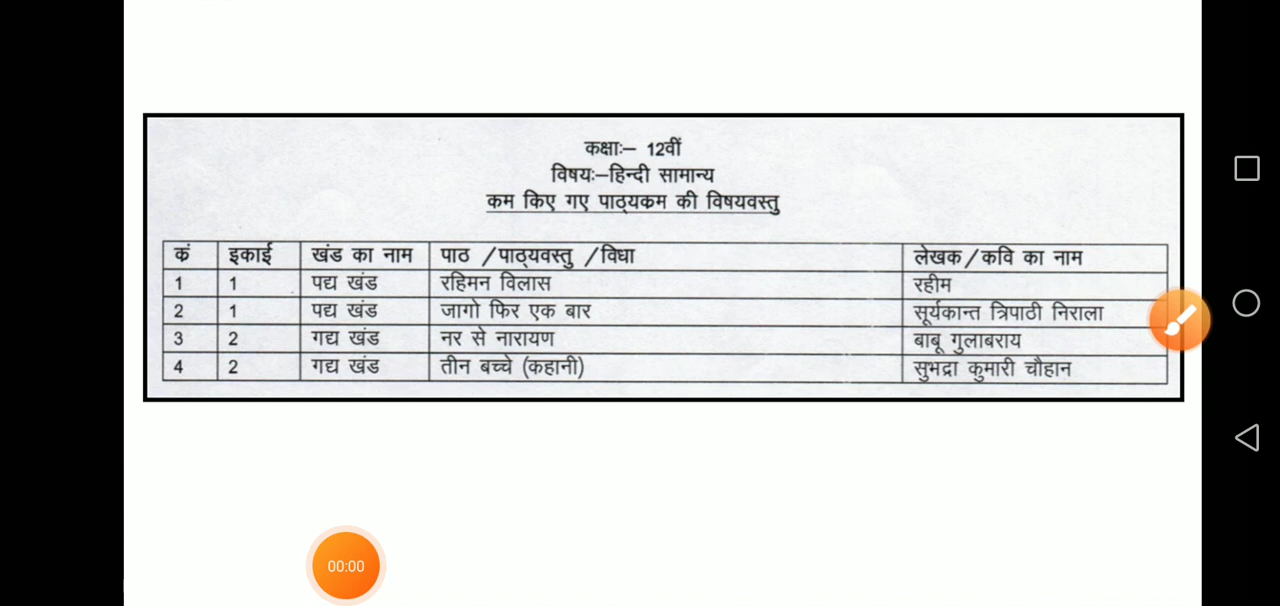 कक्षाः– 12वीं
विषयः–हिन्दी सामान्य
कम किए गए पाठ्यकम की विषयवस्तु
कं इकाई खंड का नाम पाठ /पाठ्यवस्तु /विधा लेखक/कवि का नाम
1 1 पद्य खंड रहिमन विलास रहीम
2 1 पद्य खंड जागो फिर एक बार सूर्यकान्त त्रिपाठी निराला
3 2 गद्य खंड नर से नारायण बाबू गुलाबराय
4 2 गद्य खंड तीन बच्चे (कहानी) सुभद्रा कुमारी चौहान
00:00